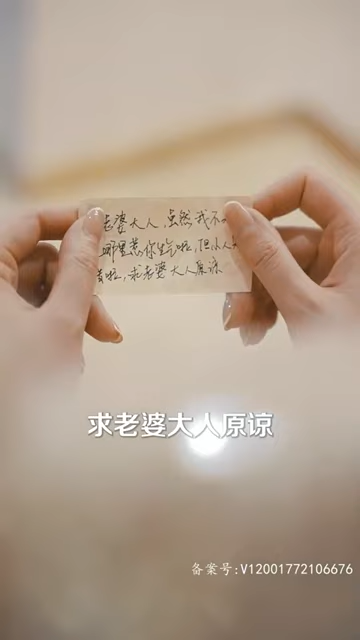 老婆大人，虽然我不
哪里惹你生气啦，但从
啦，求老婆大人原谅
求老婆大人原谅
备案号:V12001772106676